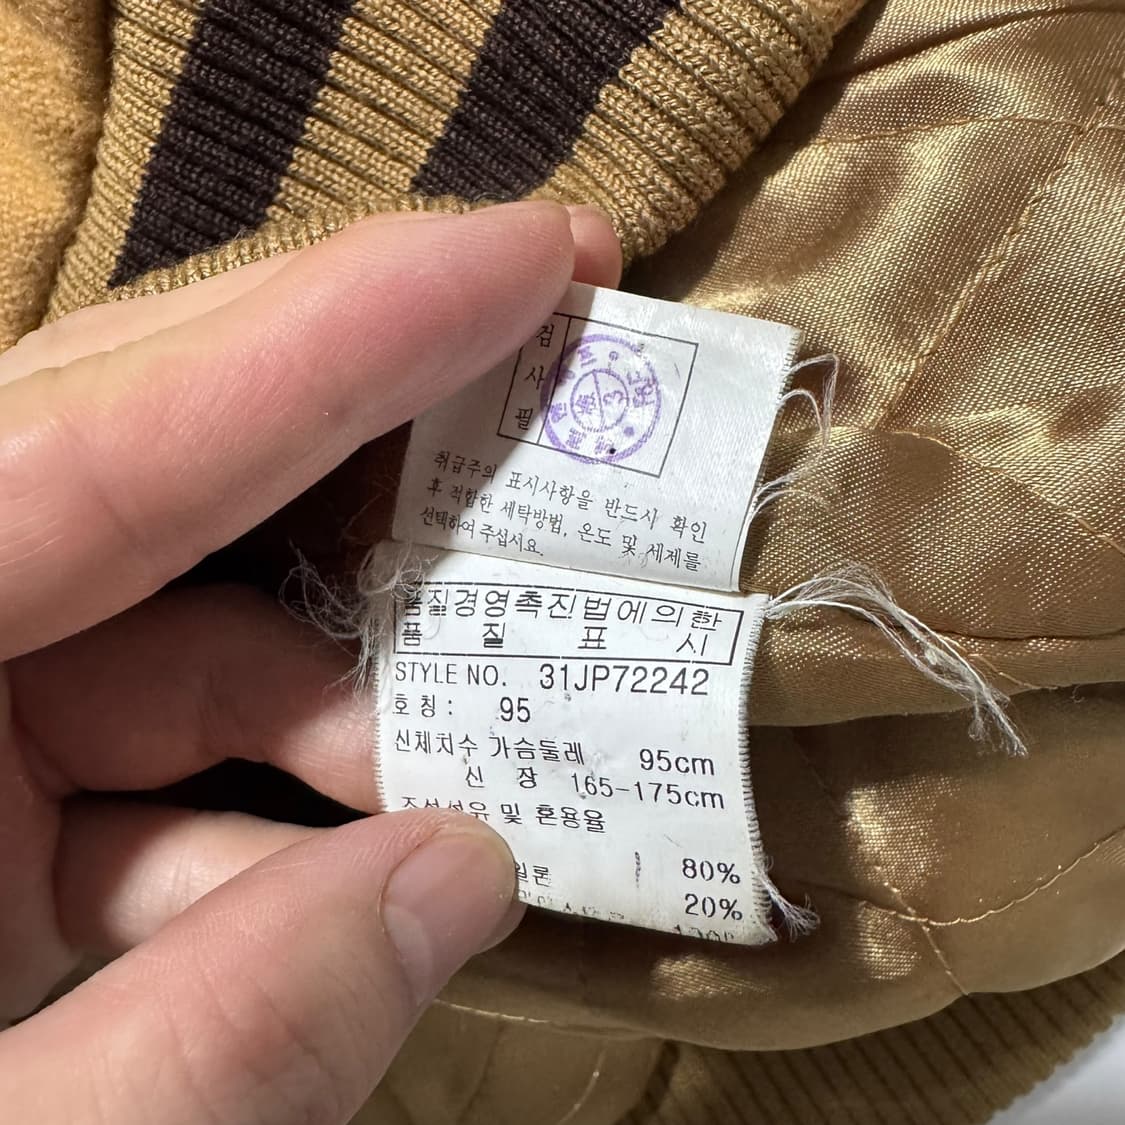 검
사
필
취급주의 표시사항을 반드시 확인
후 적합한 세탁방법, 온도 및 세제를
선택하여 주십시요.
품질경영촉진법에의한
품 질 표 시
STYLE NO. 31JP72242
호 칭 : 95
신체치수 가슴둘레 95cm
신 장 165-175cm
조성섬유 및 혼용율
80%
20%